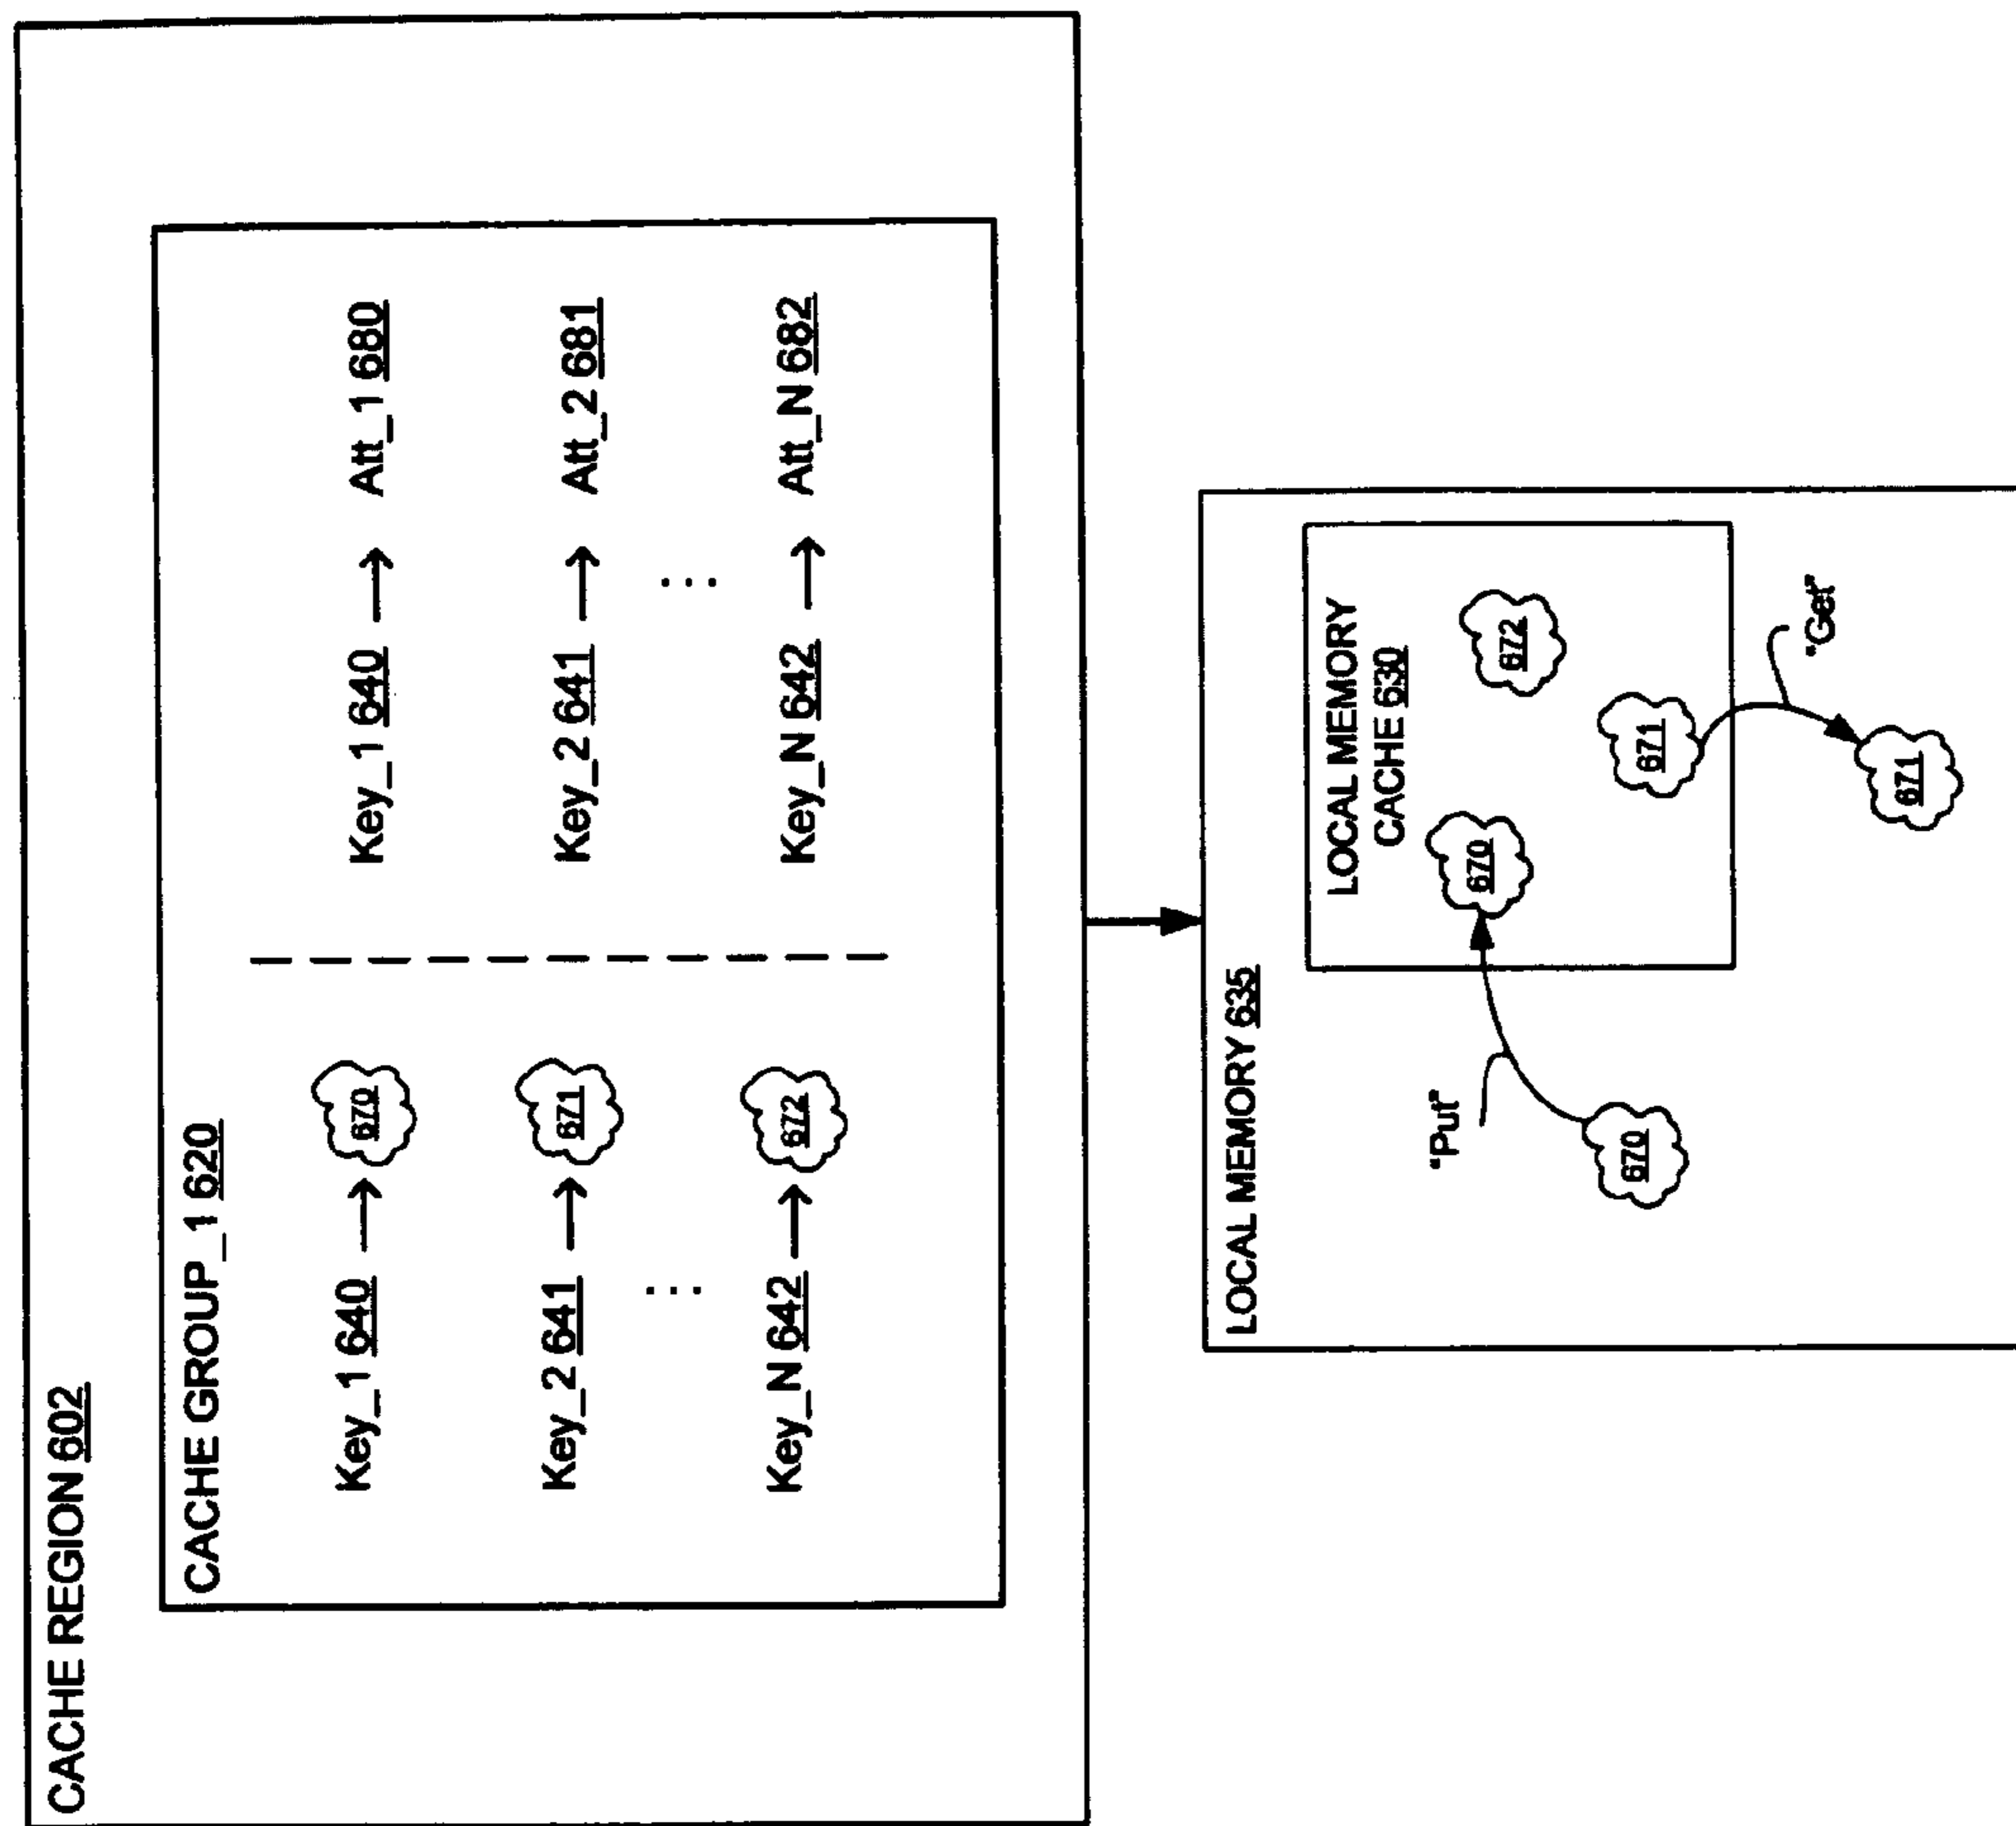 CACHE REGION 602
CACHE GROUP_1 620
Key_1 640
670
Key_1 640
Att_1 680
Key_2 641
671
Key_2 641
Att_2 681
...
...
Key_N 642
672
Key_N 642
Att_N 682
LOCAL MEMORY 635
LOCAL MEMORY
CACHE 630
"Put"
670
670
672
671
"Get"
671